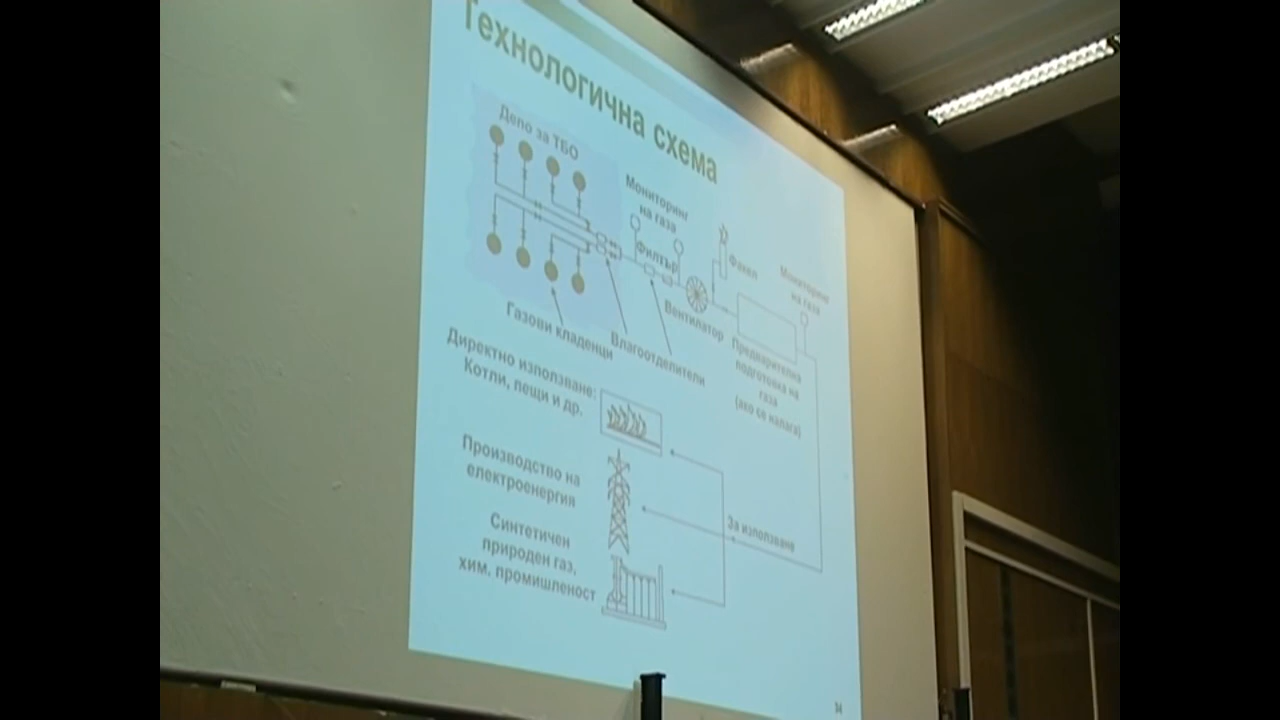 Технологична схема
Депо за ТБО
Мониторинг
на газа
Филтър
Факел
Мониторинг
на газа
Вентилатор
Газови кладенци
Влагоотделители
Предварителна
подготовка на
газа
(ако се налага)
Директно използване:
Котли, пещи и др.
Производство на
електроенергия
За използване
Синтетичен
природен газ,
хим. промишленост
34